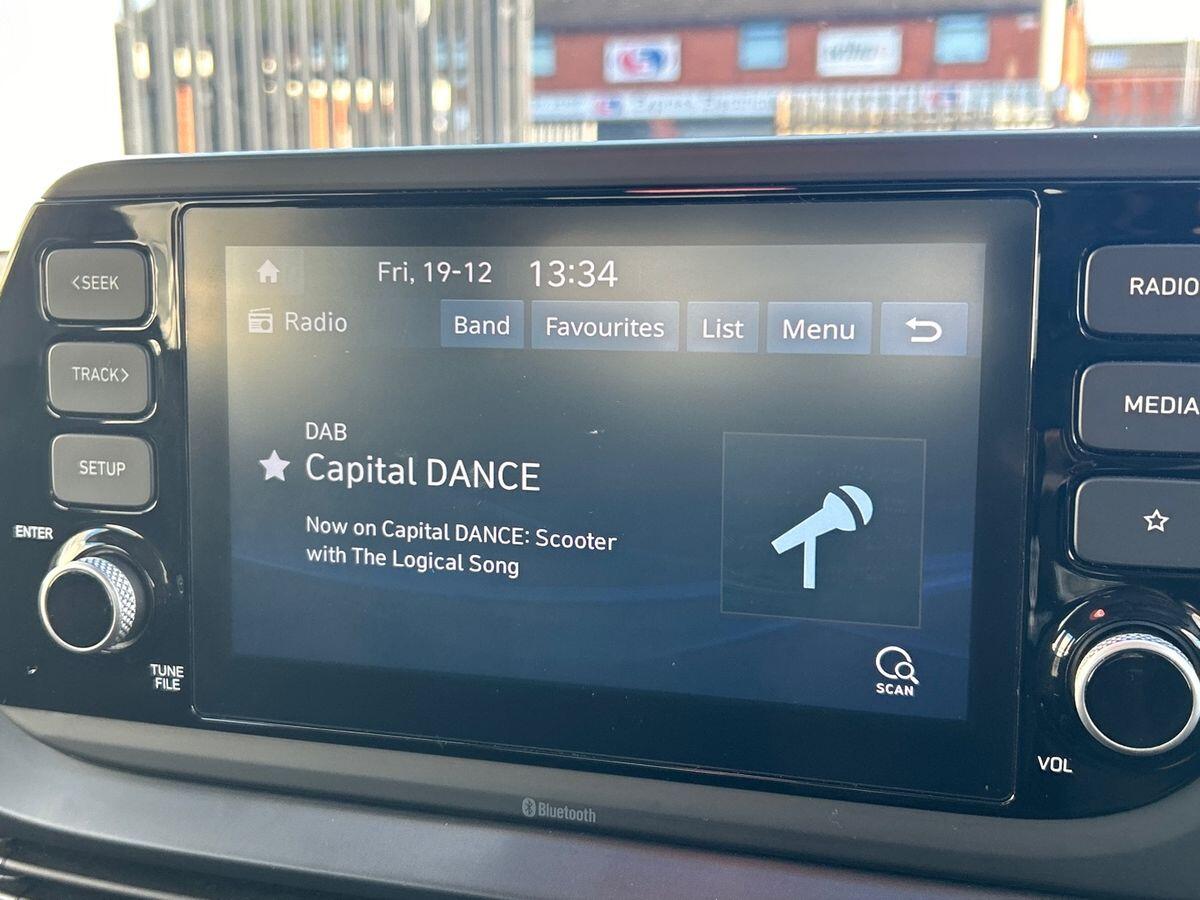 <SEEK
TRACK>
SETUP
ENTER
TUNE
FILE
Fri, 19-12 13:34
Radio
Band
Favourites
List
Menu
DAB
Capital DANCE
Now on Capital DANCE: Scooter
with The Logical Song
SCAN
Bluetooth
RADIO
MEDIA
VOL